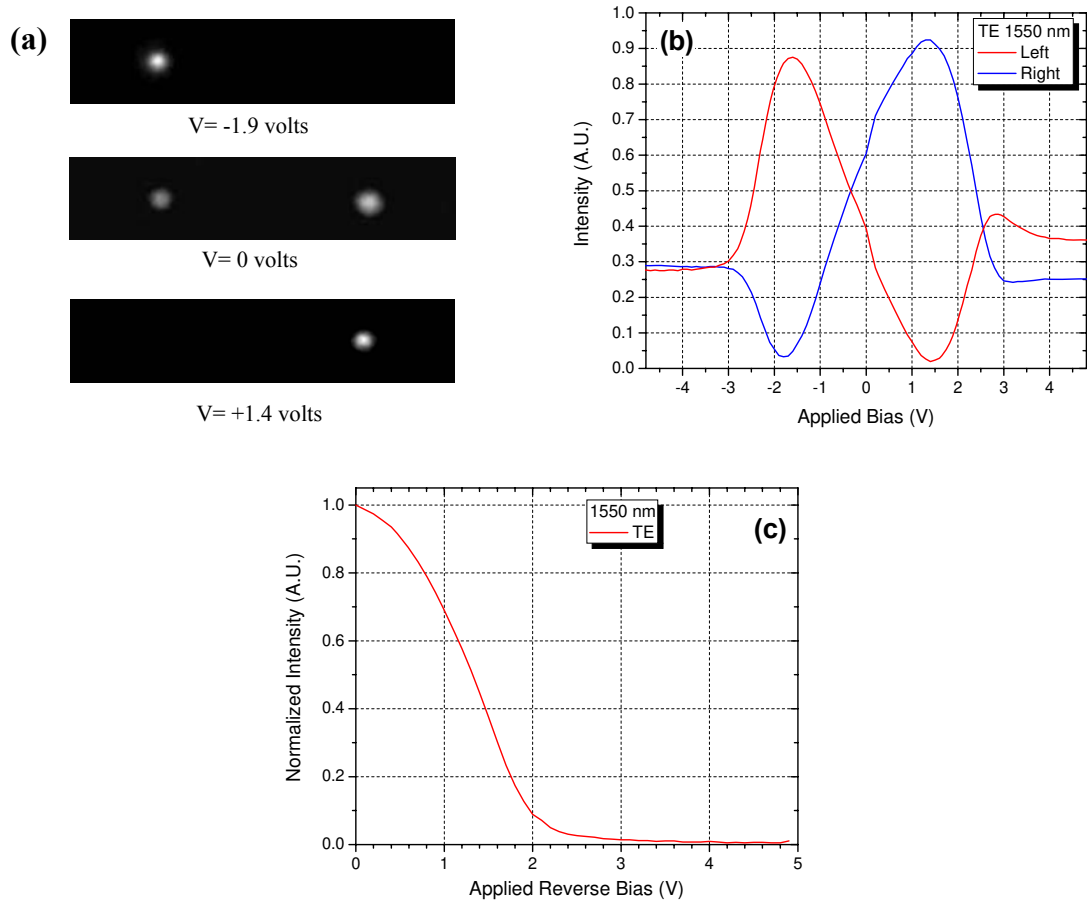 (a)
V= -1.9 volts
V= 0 volts
V= +1.4 volts
(b)
TE 1550 nm
Left
Right
1.0
0.9
0.8
0.7
0.6
0.5
0.4
0.3
0.2
0.1
0.0
Intensity (A.U.)
-4 -3 -2 -1 0 1 2 3 4
Applied Bias (V)
(c)
1550 nm
TE
1.0
0.8
0.6
0.4
0.2
0.0
Normalized Intensity (A.U.)
0 1 2 3 4 5
Applied Reverse Bias (V)